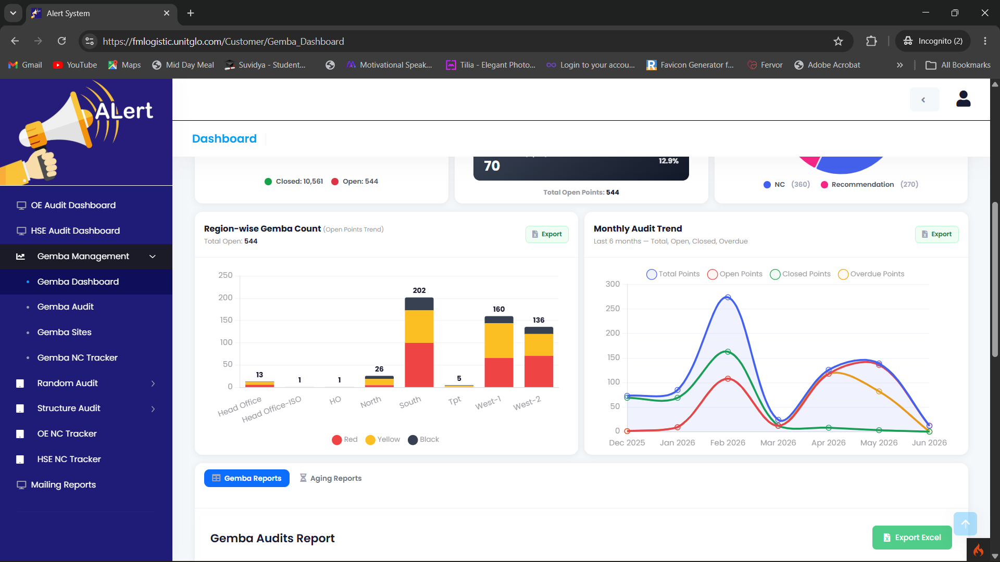 Alert System
https://fmlogistic.unitglo.com/Customer/Gemba_Dashboard
Incognito (2)
Gmail
YouTube
Maps
Mid Day Meal
Suvidya - Student...
Motivational Speak...
Tilia - Elegant Photo...
Login to your accou...
Favicon Generator f...
Fervor
Adobe Acrobat
All Bookmarks
ALert
OE Audit Dashboard
HSE Audit Dashboard
Gemba Management
Gemba Dashboard
Gemba Audit
Gemba Sites
Gemba NC Tracker
Random Audit
Structure Audit
OE NC Tracker
HSE NC Tracker
Mailing Reports
Dashboard
Closed: 10,561
Open: 544
70
12.9%
Total Open Points: 544
NC (360)
Recommendation (270)
Region-wise Gemba Count (Open Points Trend)
Total Open: 544
Export
250
200
150
100
50
0
13
1
1
26
202
5
160
136
Head Office
Head Office-ISO
HO
North
South
Tpt
West-1
West-2
Red
Yellow
Black
Monthly Audit Trend
Last 6 months — Total, Open, Closed, Overdue
Export
Total Points
Open Points
Closed Points
Overdue Points
300
250
200
150
100
50
0
Dec 2025
Jan 2026
Feb 2026
Mar 2026
Apr 2026
May 2026
Jun 2026
Gemba Reports
Aging Reports
Gemba Audits Report
Export Excel